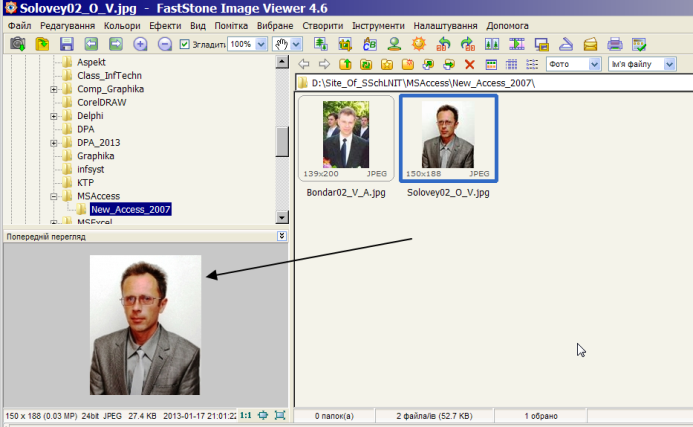 Solovey02_O_V.jpg - FastStone Image Viewer 4.6
Файл Редагування Кольори Ефекти Вид Помітка Вибране Створити Інструменти Налаштування Допомога
Згладити 100%
Фото Ім'я файлу
Aspekt
Class_InfTechn
Comp_Graphika
CorelDRAW
Delphi
DPA
DPA_2013
Graphika
infsyst
KTP
MSAccess
New_Access_2007
MSExcel
D:\Site_Of_SSchLNIT\MSAccess\New_Access_2007\
139x200 JPEG
150x188 JPEG
Bondar02_V_A.jpg
Solovey02_O_V.jpg
Попередній перегляд
150 x 188 (0.03 MP) 24bit JPEG 27.4 KB 2013-01-17 21:01:22 1:1
0 папок(а)
2 файла/ів (52.7 KB)
1 обрано